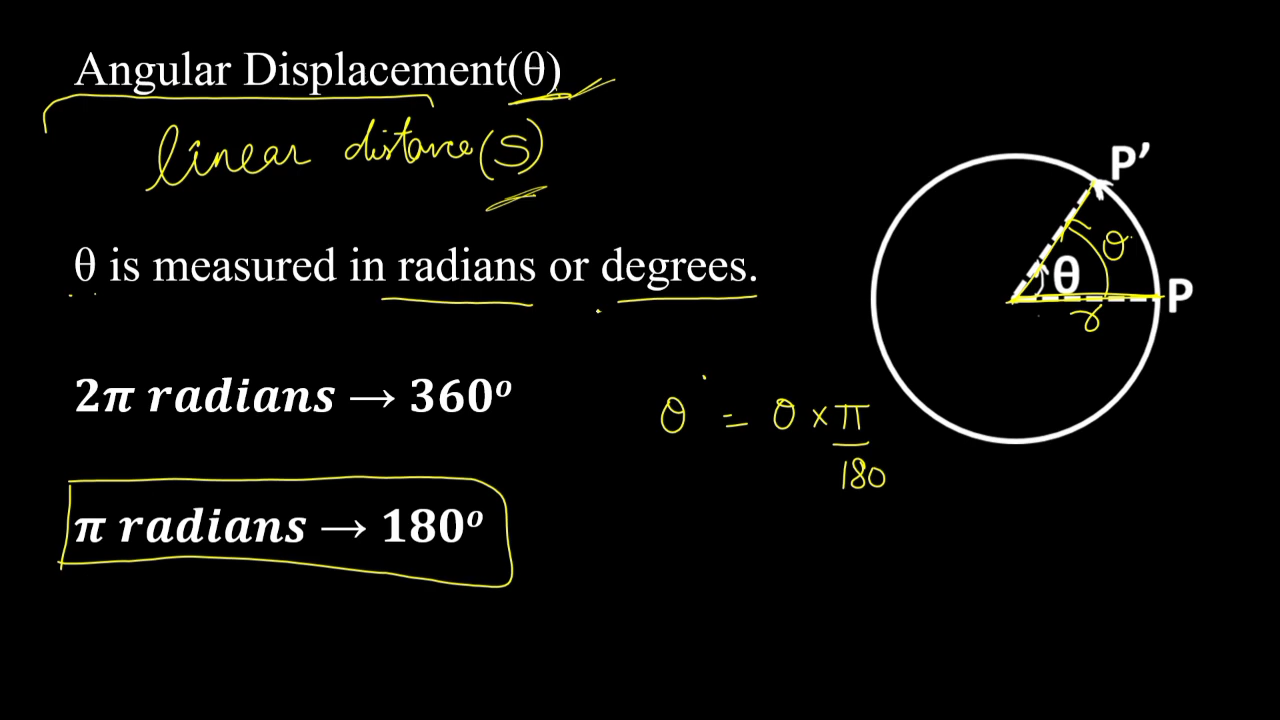 Angular Displacement(θ)
linear distance (S)
θ is measured in radians or degrees.
2π radians → 360°
π radians → 180°
θ° = θ × π
180
P’
θ
θ
P
r